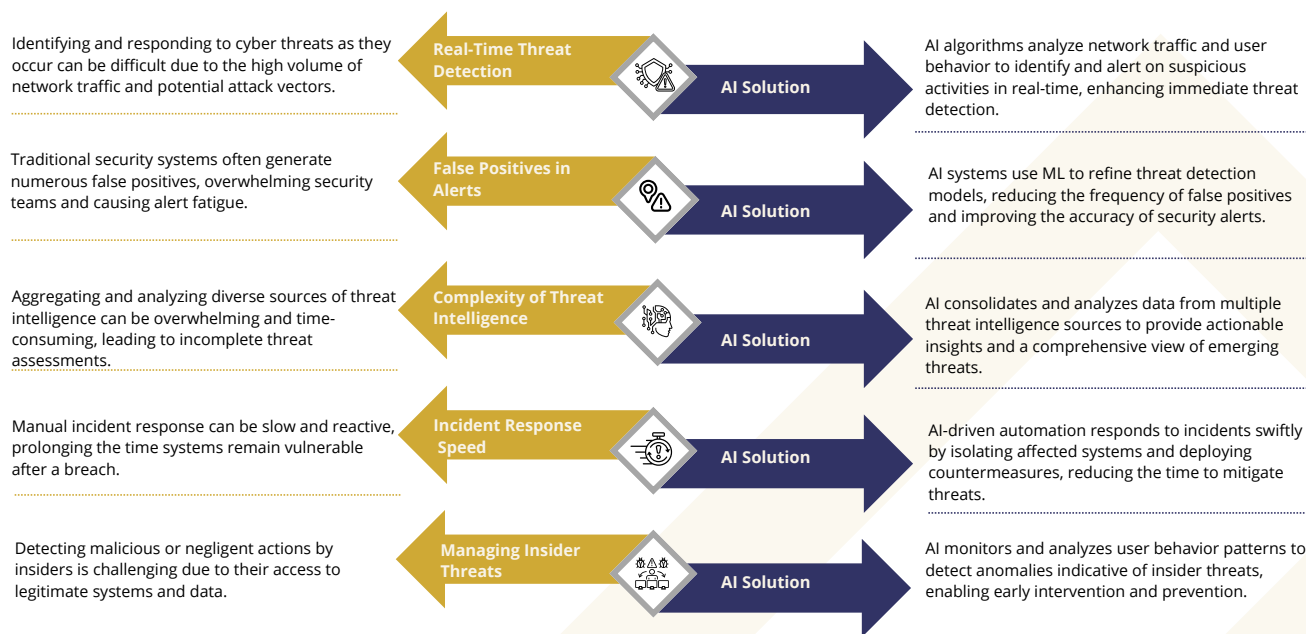 Identifying and responding to cyber threats as they
occur can be difficult due to the high volume of
network traffic and potential attack vectors.
Real-Time Threat
Detection
AI Solution
AI algorithms analyze network traffic and user
behavior to identify and alert on suspicious
activities in real-time, enhancing immediate threat
detection.
Traditional security systems often generate
numerous false positives, overwhelming security
teams and causing alert fatigue.
False Positives in
Alerts
AI Solution
AI systems use ML to refine threat detection
models, reducing the frequency of false positives
and improving the accuracy of security alerts.
Aggregating and analyzing diverse sources of threat
intelligence can be overwhelming and time-
consuming, leading to incomplete threat
assessments.
Complexity of Threat
Intelligence
AI Solution
AI consolidates and analyzes data from multiple
threat intelligence sources to provide actionable
insights and a comprehensive view of emerging
threats.
Manual incident response can be slow and reactive,
prolonging the time systems remain vulnerable
after a breach.
Incident Response
Speed
AI Solution
AI-driven automation responds to incidents swiftly
by isolating affected systems and deploying
countermeasures, reducing the time to mitigate
threats.
Detecting malicious or negligent actions by
insiders is challenging due to their access to
legitimate systems and data.
Managing Insider
Threats
AI Solution
AI monitors and analyzes user behavior patterns to
detect anomalies indicative of insider threats,
enabling early intervention and prevention.